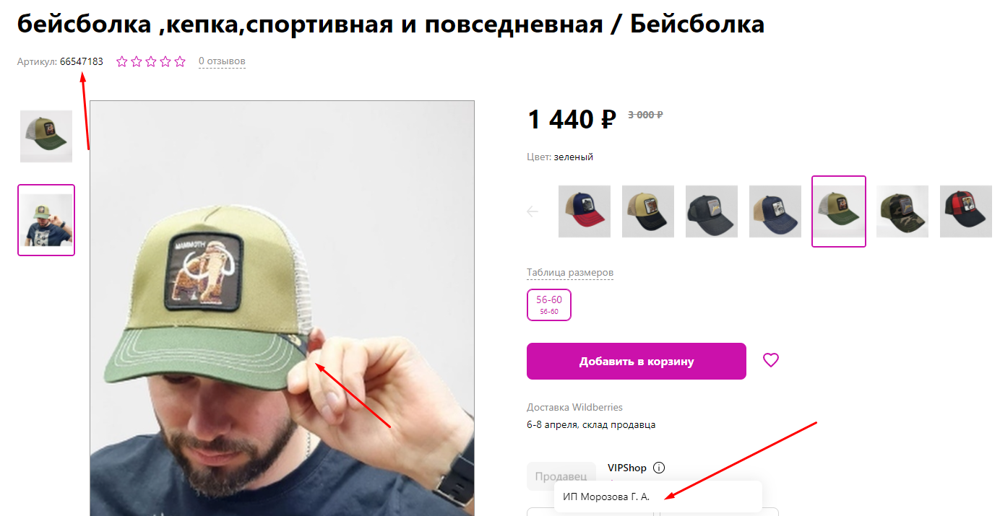 бейсболка ,кепка,спортивная и повседневная / Бейсболка
Артикул: 66547183
0 отзывов
MAMMOTH
1 440 ₽ 3 000 ₽
Цвет: зеленый
Таблица размеров
56-60
56-60
Добавить в корзину
Доставка Wildberries
6-8 апреля, склад продавца
Продавец
VIPShop
ИП Морозова Г. А.